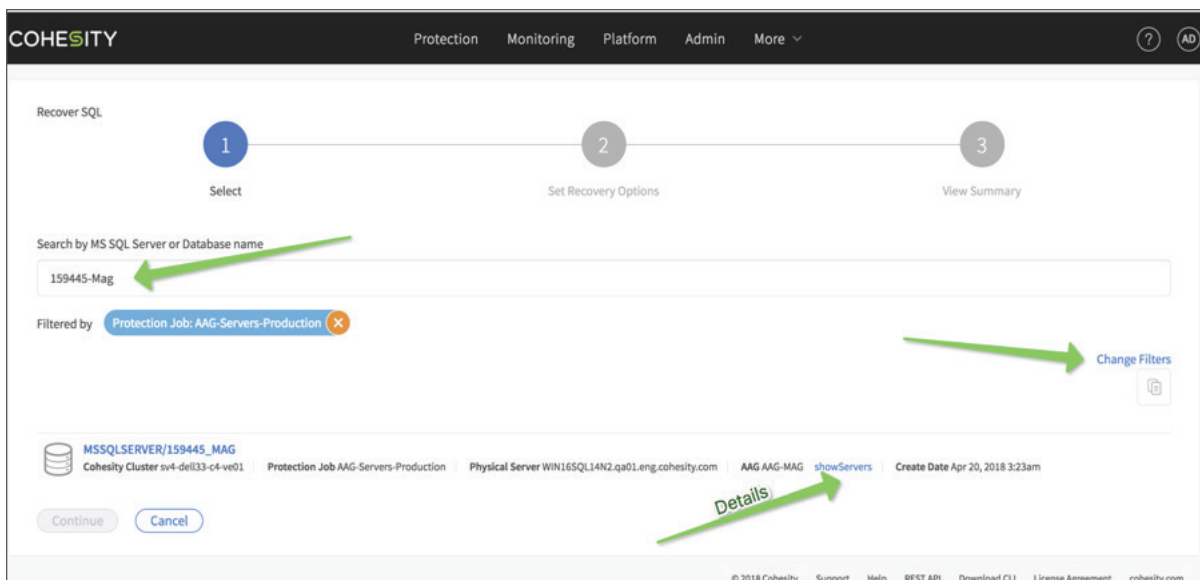 COHESITY Protection Monitoring Platform Admin More ? AD
Recover SQL
1 2 3
Select Set Recovery Options View Summary
Search by MS SQL Server or Database name
159445-Mag
Filtered by Protection Job: AAG-Servers-Production X
Change Filters
MSSQLSERVER/159445_MAG
Cohesity Cluster sv4-dell33-c4-ve01 Protection Job AAG-Servers-Production Physical Server WIN16SQL14N2.qa01.eng.cohesity.com AAG AAG-MAG showServers Create Date Apr 20, 2018 3:23am
Details
Continue Cancel
© 2018 Cohesity Support Help REST API Download CLI License Agreement cohesity.com